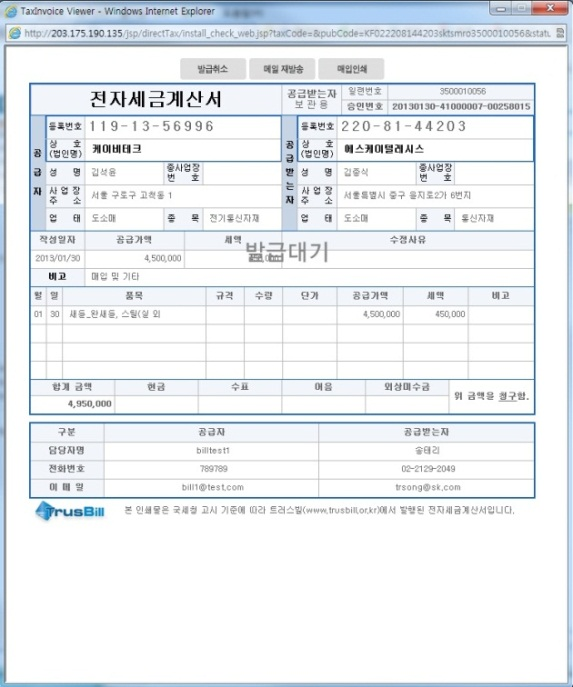 TaxInvoice Viewer - Windows Internet Explorer
http://203.175.190.135/jsp/directTax/install_check_web.jsp?taxCode=&pubCode=KF022208144203sktsmro3500010056&statu
발급취소 메일 재발송 매입인쇄
전자세금계산서 공급받는자 보관용 일련번호 3500010056
승인번호 20130130-41000007-00258015
공급자 등록번호 119-13-56996 공급받는자 등록번호 220-81-44203
상호 (법인명) 케이비테크 상호 (법인명) 에스케이텔레시스
성명 김석윤 종사업장 번호 성명 김종식 종사업장 번호
사업장 주소 서울 구로구 고척동 1 사업장 주소 서울특별시 중구 을지로2가 6번지
업태 도소매 종목 전기통신자재 업태 도소매 종목 통신자재
작성일자 공급가액 세액 수정사유
2013/01/30 4,500,000 발급대기
비고 매입 및 기타
월 일 품목 규격 수량 단가 공급가액 세액 비고
01 30 새들_완새들, 스틸(실 외 4,500,000 450,000
합계 금액 현금 수표 어음 외상미수금 위 금액을 청구함.
4,950,000
구분 공급자 공급받는자
담당자명 billtest1 송태리
전화번호 789789 02-2129-2049
이메일 bill1@test.com trsong@sk.com
TrusBill 본 인쇄물은 국세청 고시 기준에 따라 트러스빌(www.trusbill.or.kr)에서 발행된 전자세금계산서입니다.